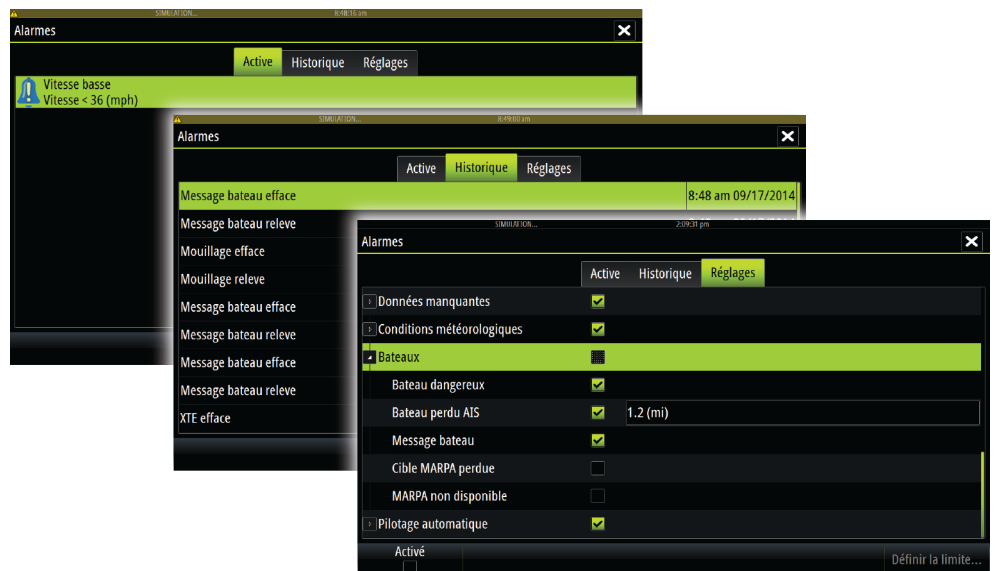 SIMULATION...
8:48:16 am
Alarmes
Active Historique Réglages
Vitesse basse
Vitesse < 36 (mph)
SIMULATION...
8:49:00 am
Alarmes
Active Historique Réglages
Message bateau efface 8:48 am 09/17/2014
Message bateau releve
Mouillage efface
Mouillage releve
Message bateau efface
Message bateau releve
Message bateau efface
Message bateau releve
XTE efface
SIMULATION...
2:09:31 pm
Alarmes
Active Historique Réglages
Données manquantes
Conditions météorologiques
Bateaux
Bateau dangereux
Bateau perdu AIS 1.2 (mi)
Message bateau
Cible MARPA perdue
MARPA non disponible
Pilotage automatique
Activé
Définir la limite...